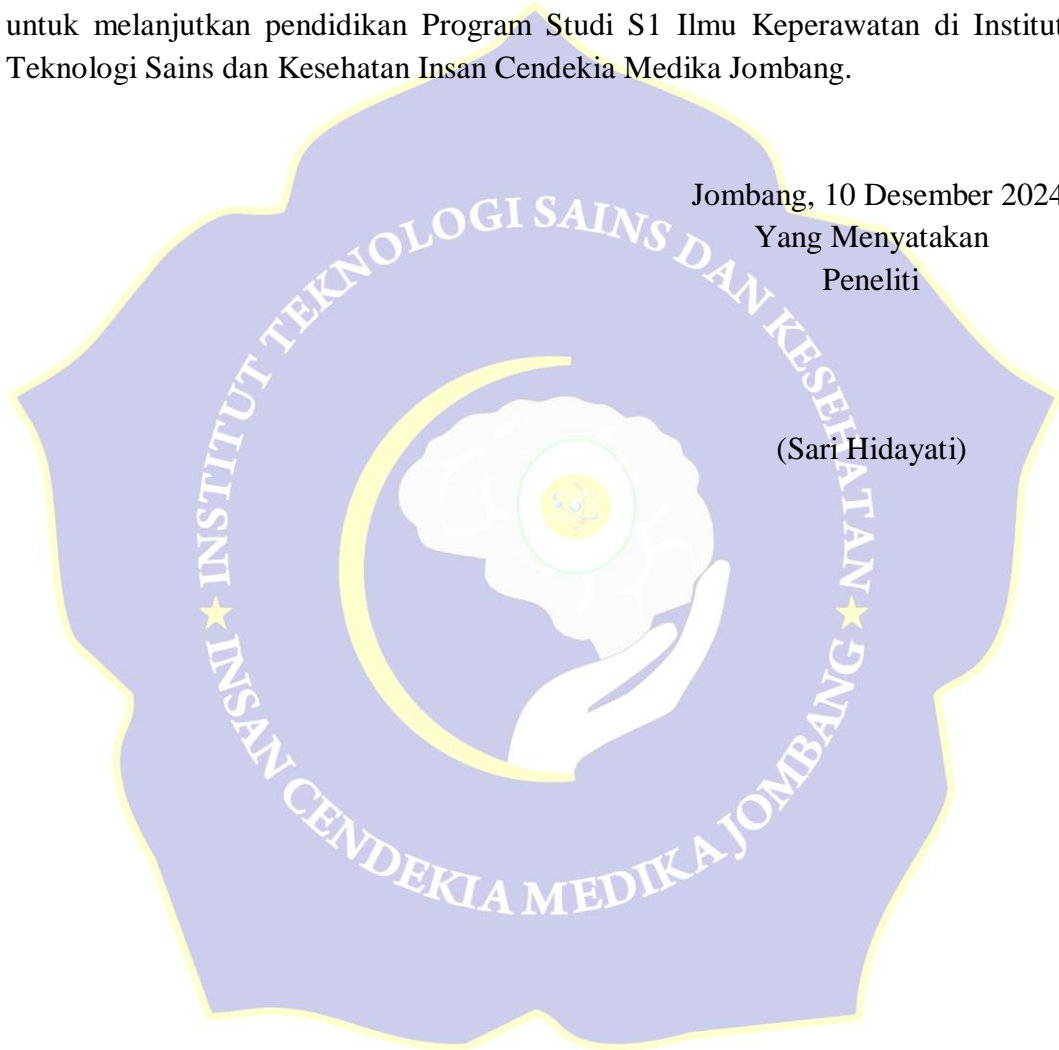 untuk melanjutkan pendidikan Program Studi S1 Ilmu Keperawatan di Institut
Teknologi Sains dan Kesehatan Insan Cendekia Medika Jombang.
Jombang, 10 Desember 2024
Yang Menyatakan
Peneliti
(Sari Hidayati)
INSTITUT TEKNOLOGI SAINS DAN KESEHATAN
INSAN CENDEKIA MEDIKA JOMBANG